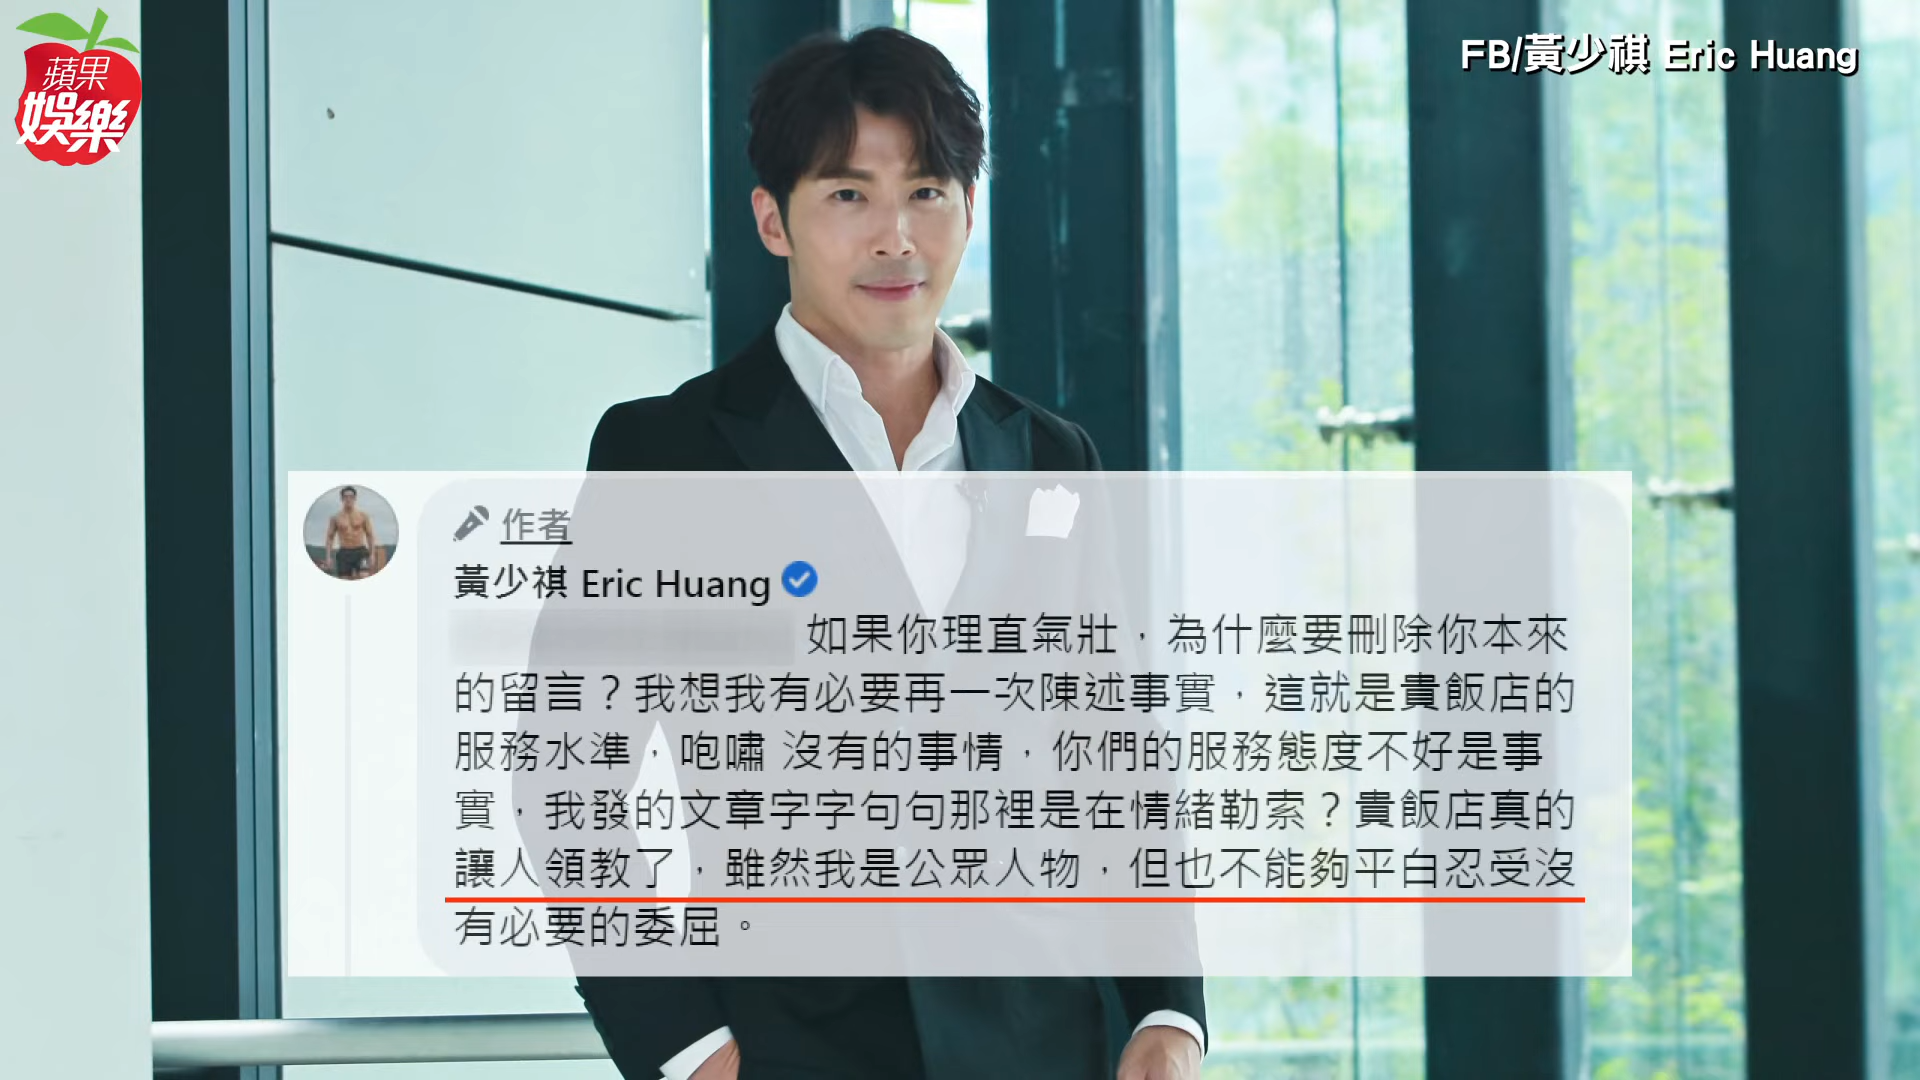 蘋果
娛樂
FB/黃少祺 Eric Huang
作者
黃少祺 Eric Huang
如果你理直氣壯，為什麼要刪除你本來
的留言？我想我有必要再一次陳述事實，這就是貴飯店的
服務水準，咆嘯 沒有的事情，你們的服務態度不好是事
實，我發的文章字字句句那裡是在情緒勒索？貴飯店真的
讓人領教了，雖然我是公眾人物，但也不能夠平白忍受沒
有必要的委屈。